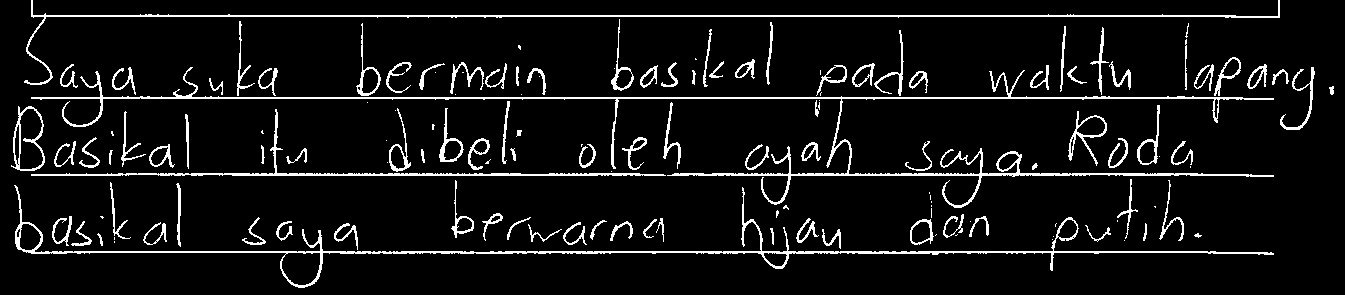 Saya suka bermain basikal pada waktu lapang.
Basikal itu dibeli oleh ayah saya. Roda
basikal saya berwarna hijau dan putih.